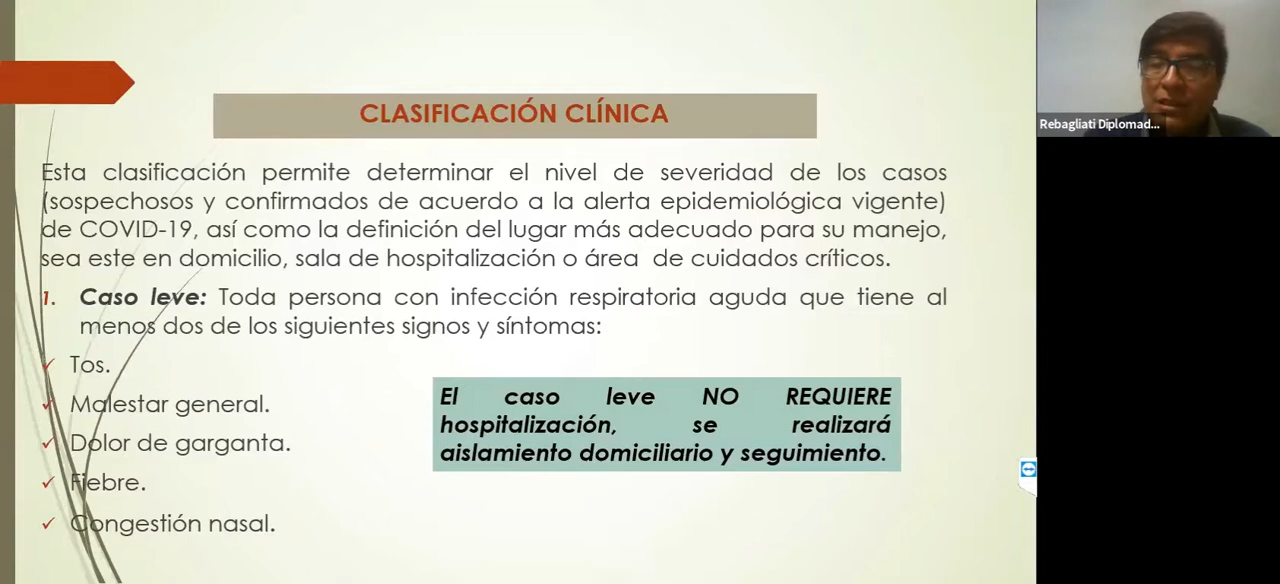 CLASIFICACIÓN CLÍNICA
Esta clasificación permite determinar el nivel de severidad de los casos
(sospechosos y confirmados de acuerdo a la alerta epidemiológica vigente)
de COVID-19, así como la definición del lugar más adecuado para su manejo,
sea este en domicilio, sala de hospitalización o área de cuidados críticos.
1. Caso leve: Toda persona con infección respiratoria aguda que tiene al
menos dos de los siguientes signos y síntomas:
✓ Tos.
✓ Malestar general.
✓ Dolor de garganta.
✓ Fiebre.
✓ Congestión nasal.
El caso leve NO REQUIERE
hospitalización, se realizará
aislamiento domiciliario y seguimiento.
Rebagliati Diplomad...